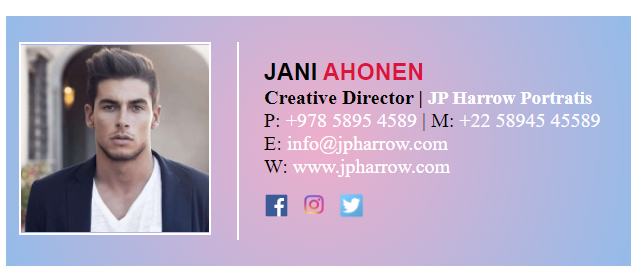 JANI AHONEN
Creative Director | JP Harrow Portratis
P: +978 5895 4589 | M: +22 58945 45589
E: info@jpharrow.com
W: www.jpharrow.com